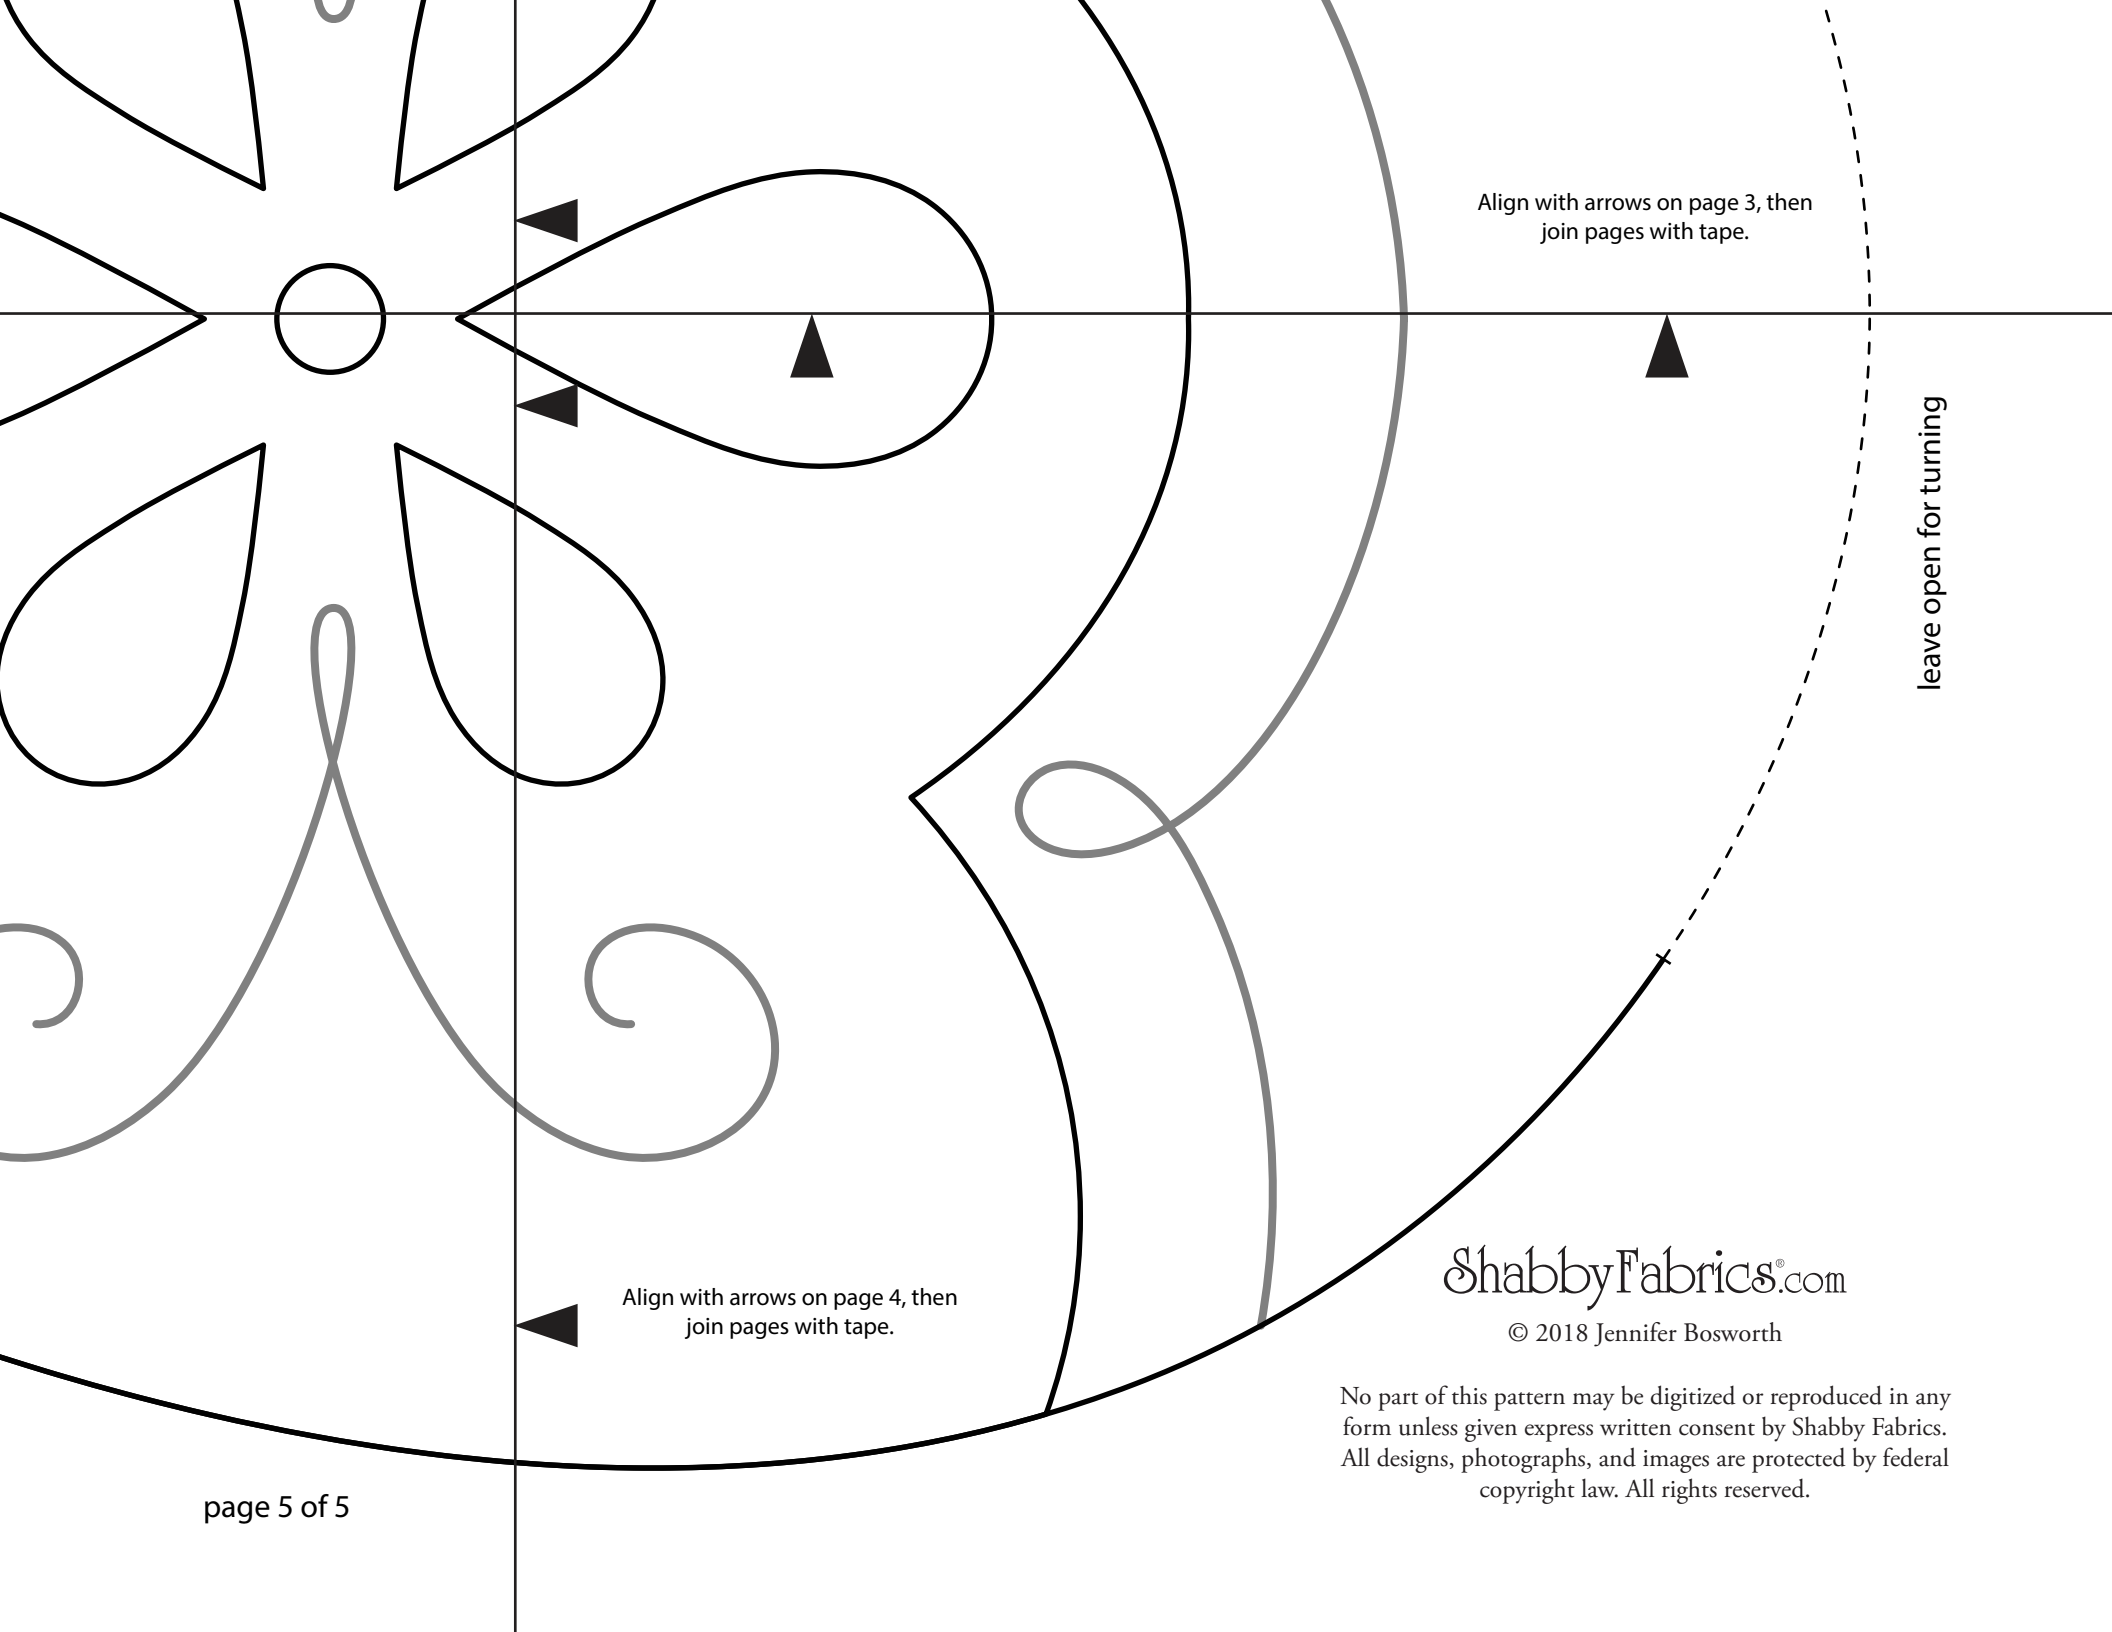 Align with arrows on page 3, then
join pages with tape.
leave open for turning
Align with arrows on page 4, then
join pages with tape.
ShabbyFabrics®.com
© 2018 Jennifer Bosworth
No part of this pattern may be digitized or reproduced in any
form unless given express written consent by Shabby Fabrics.
All designs, photographs, and images are protected by federal
copyright law. All rights reserved.
page 5 of 5